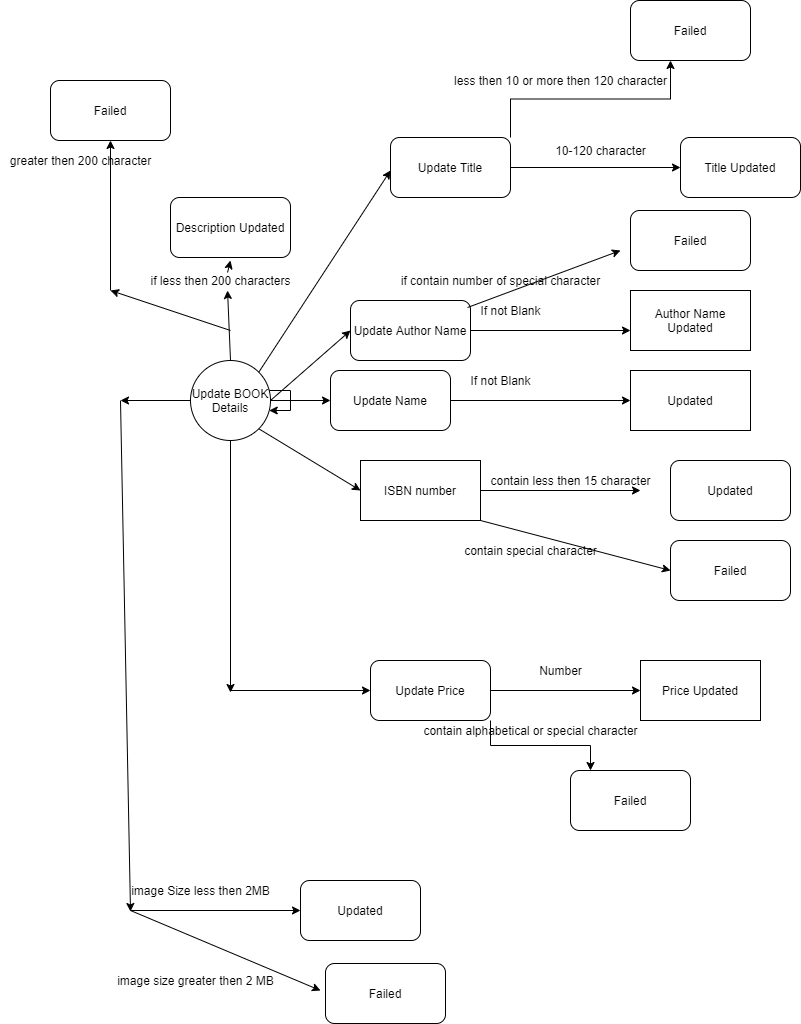 Failed
less then 10 or more then 120 character
Failed
greater then 200 character
Update Title
10-120 character
Title Updated
Description Updated
if less then 200 characters
Failed
if contain number of special character
Update Author Name
If not Blank
Author Name
Updated
Update BOOK
Details
Update Name
If not Blank
Updated
ISBN number
contain less then 15 character
Updated
contain special character
Failed
Update Price
Number
Price Updated
contain alphabetical or special character
Failed
image Size less then 2MB
Updated
image size greater then 2 MB
Failed